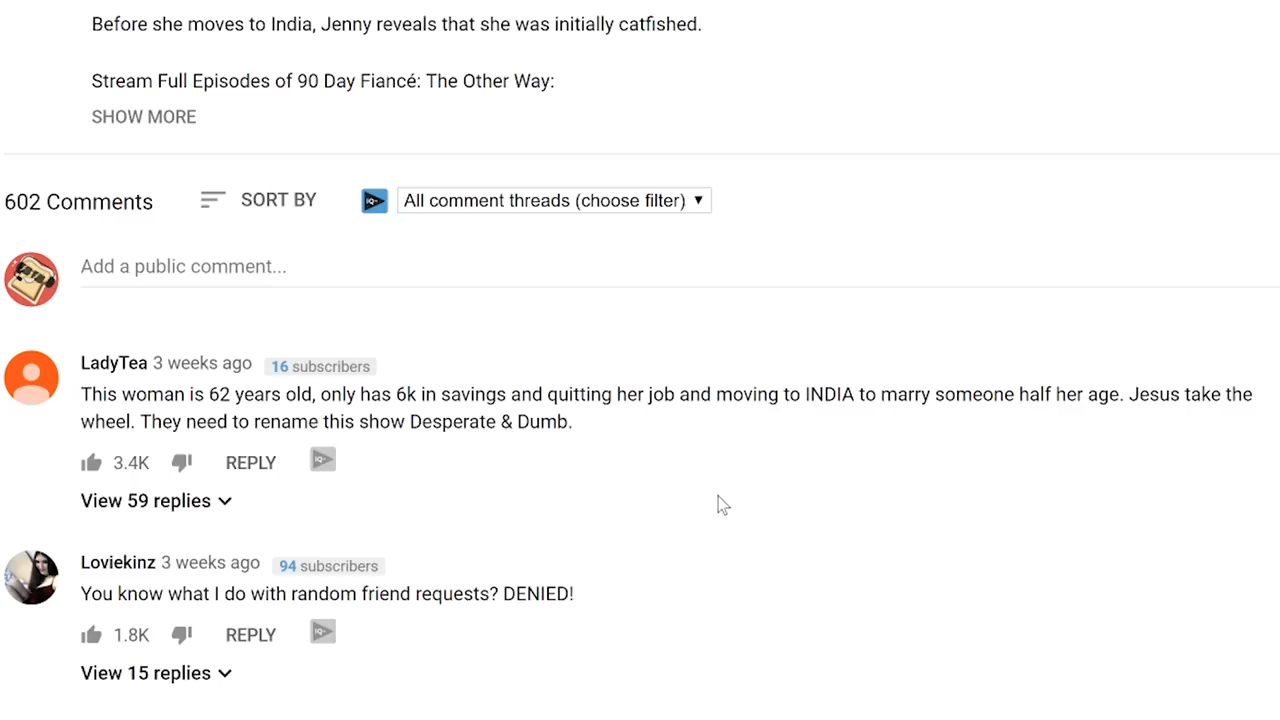 Before she moves to India, Jenny reveals that she was initially catfished.
Stream Full Episodes of 90 Day Fiancé: The Other Way:
SHOW MORE
602 Comments SORT BY IQ All comment threads (choose filter) ▼
Add a public comment...
LadyTea 3 weeks ago 16 subscribers
This woman is 62 years old, only has 6k in savings and quitting her job and moving to INDIA to marry someone half her age. Jesus take the
wheel. They need to rename this show Desperate & Dumb.
3.4K REPLY IQ
View 59 replies
Loviekinz 3 weeks ago 94 subscribers
You know what I do with random friend requests? DENIED!
1.8K REPLY IQ
View 15 replies